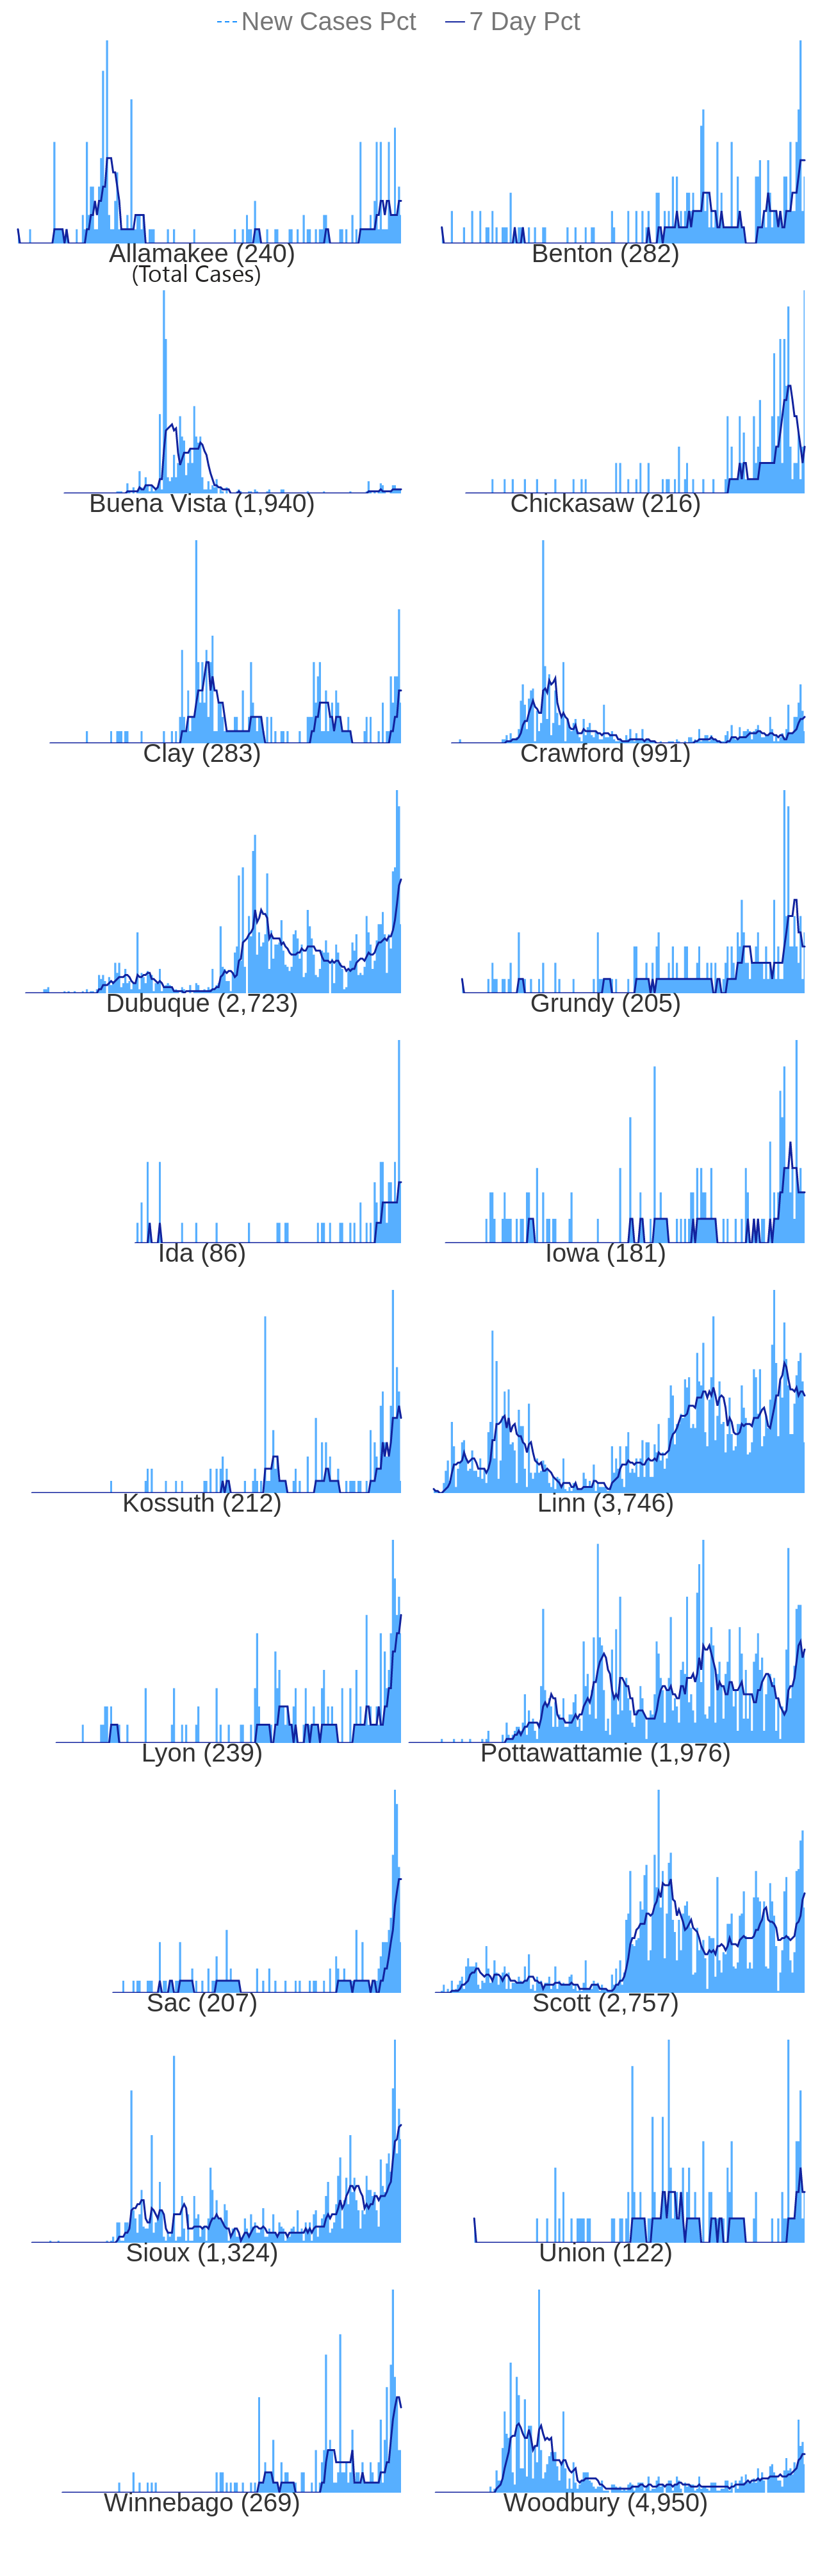 New Cases Pct 7 Day Pct
Allamakee (240) Benton (282)
(Total Cases)
Buena Vista (1,940) Chickasaw (216)
Clay (283) Crawford (991)
Dubuque (2,723) Grundy (205)
Ida (86) Iowa (181)
Kossuth (212) Linn (3,746)
Lyon (239) Pottawattamie (1,976)
Sac (207) Scott (2,757)
Sioux (1,324) Union (122)
Winnebago (269) Woodbury (4,950)